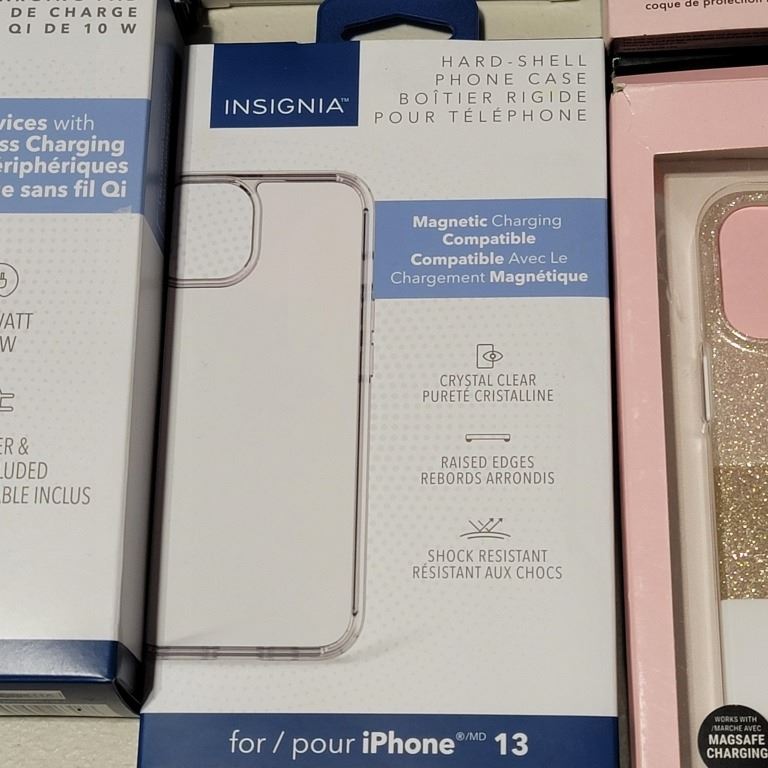 DE CHARGE
QI DE 10 W
vices with
ss Charging
ériphériques
e sans fil Qi
WATT
W
ER &
LUDED
ABLE INCLUS
INSIGNIA™
HARD-SHELL
PHONE CASE
BOÎTIER RIGIDE
POUR TÉLÉPHONE
Magnetic Charging
Compatible
Compatible Avec Le
Chargement Magnétique
CRYSTAL CLEAR
PURETÉ CRISTALLINE
RAISED EDGES
REBORDS ARRONDIS
SHOCK RESISTANT
RÉSISTANT AUX CHOCS
for / pour iPhone®/MD 13
coque de protection
WORKS WITH
/MARCHE AVEC
MAGSAFE
CHARGING